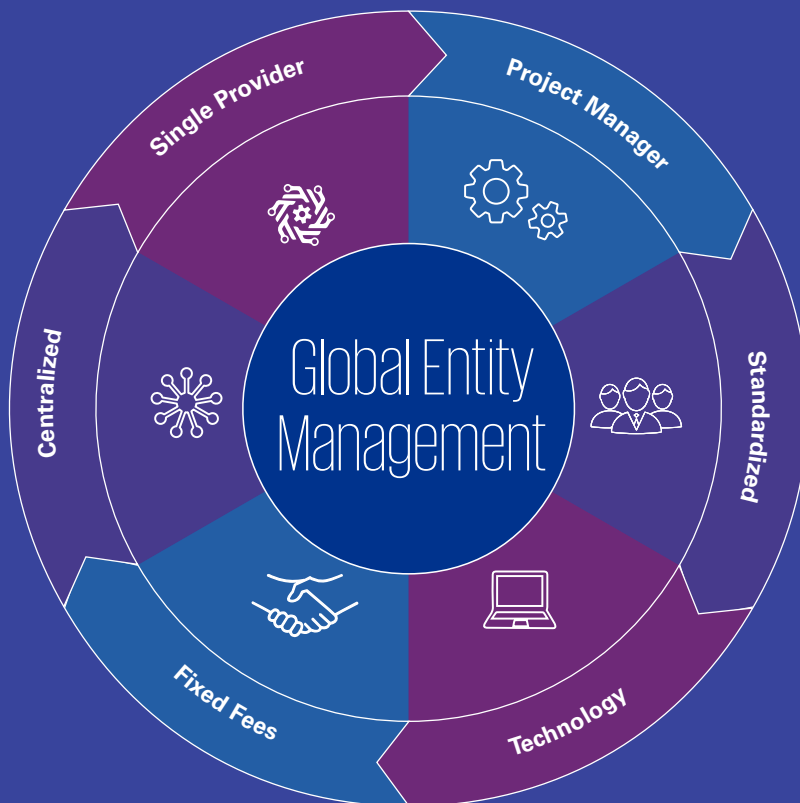 Global Entity
Management
Single Provider
Project Manager
Standardized
Technology
Fixed Fees
Centralized